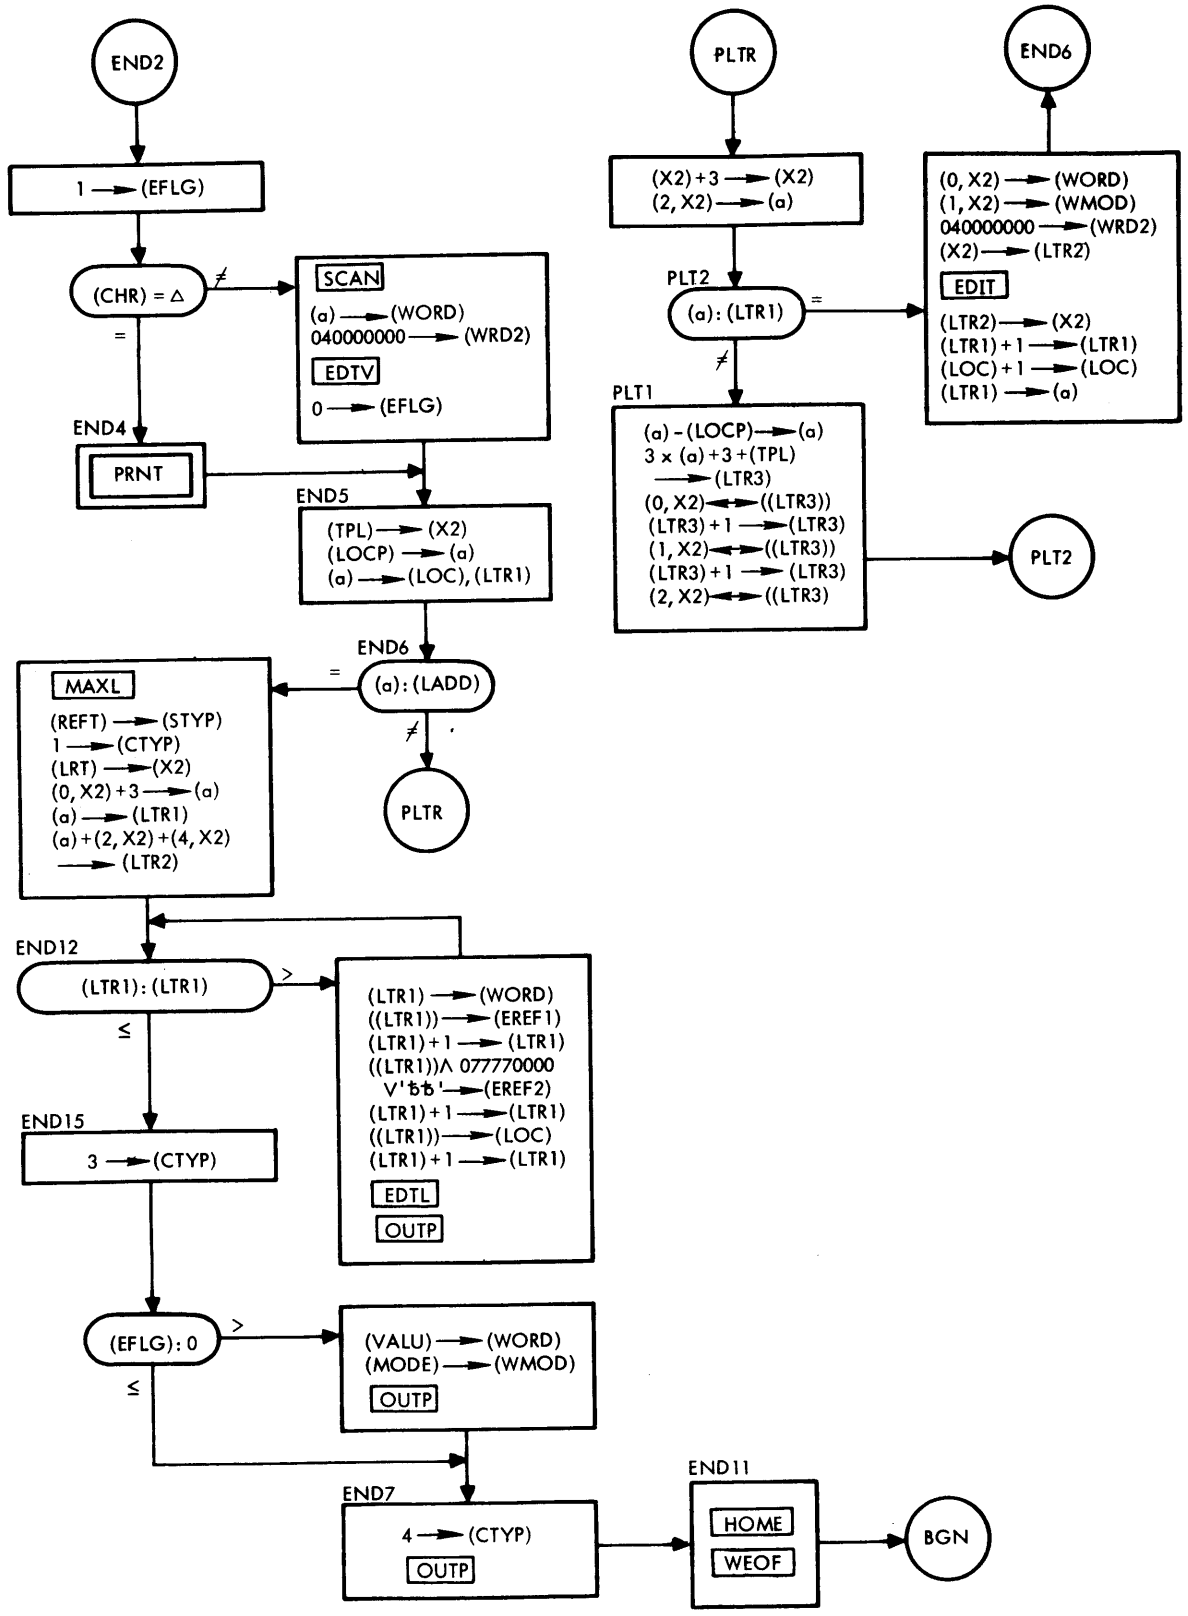 END2
1 → (EFLG)
(CHR) = Δ
≠
=
SCAN
(a) → (WORD)
040000000 → (WRD2)
EDTV
0 → (EFLG)
END4
PRNT
END5
(TPL) → (X2)
(LOCP) → (a)
(a) → (LOC), (LTR1)
END6
(a): (LADD)
=
≠
PLTR
MAXL
(REFT) → (STYP)
1 → (CTYP)
(LRT) → (X2)
(0, X2) + 3 → (a)
(a) → (LTR1)
(a) + (2, X2) + (4, X2)
→ (LTR2)
END12
(LTR1): (LTR1)
>
≤
(LTR1) → (WORD)
((LTR1)) → (EREF1)
(LTR1) + 1 → (LTR1)
((LTR1)) Λ 077770000
V 'ѢѢ' → (EREF2)
(LTR1) + 1 → (LTR1)
((LTR1)) → (LOC)
(LTR1) + 1 → (LTR1)
EDTL
OUTP
END15
3 → (CTYP)
(EFLG): 0
>
≤
(VALU) → (WORD)
(MODE) → (WMOD)
OUTP
END7
4 → (CTYP)
OUTP
END11
HOME
WEOF
BGN
PLTR
(X2) + 3 → (X2)
(2, X2) → (a)
PLT2
(a): (LTR1)
=
≠
PLT1
(a) - (LOCP) → (a)
3 × (a) + 3 + (TPL)
→ (LTR3)
(0, X2) ↔ ((LTR3))
(LTR3) + 1 → (LTR3)
(1, X2) ↔ ((LTR3))
(LTR3) + 1 → (LTR3)
(2, X2) ↔ ((LTR3)
PLT2
END6
(0, X2) → (WORD)
(1, X2) → (WMOD)
040000000 → (WRD2)
(X2) → (LTR2)
EDIT
(LTR2) → (X2)
(LTR1) + 1 → (LTR1)
(LOC) + 1 → (LOC)
(LTR1) → (a)